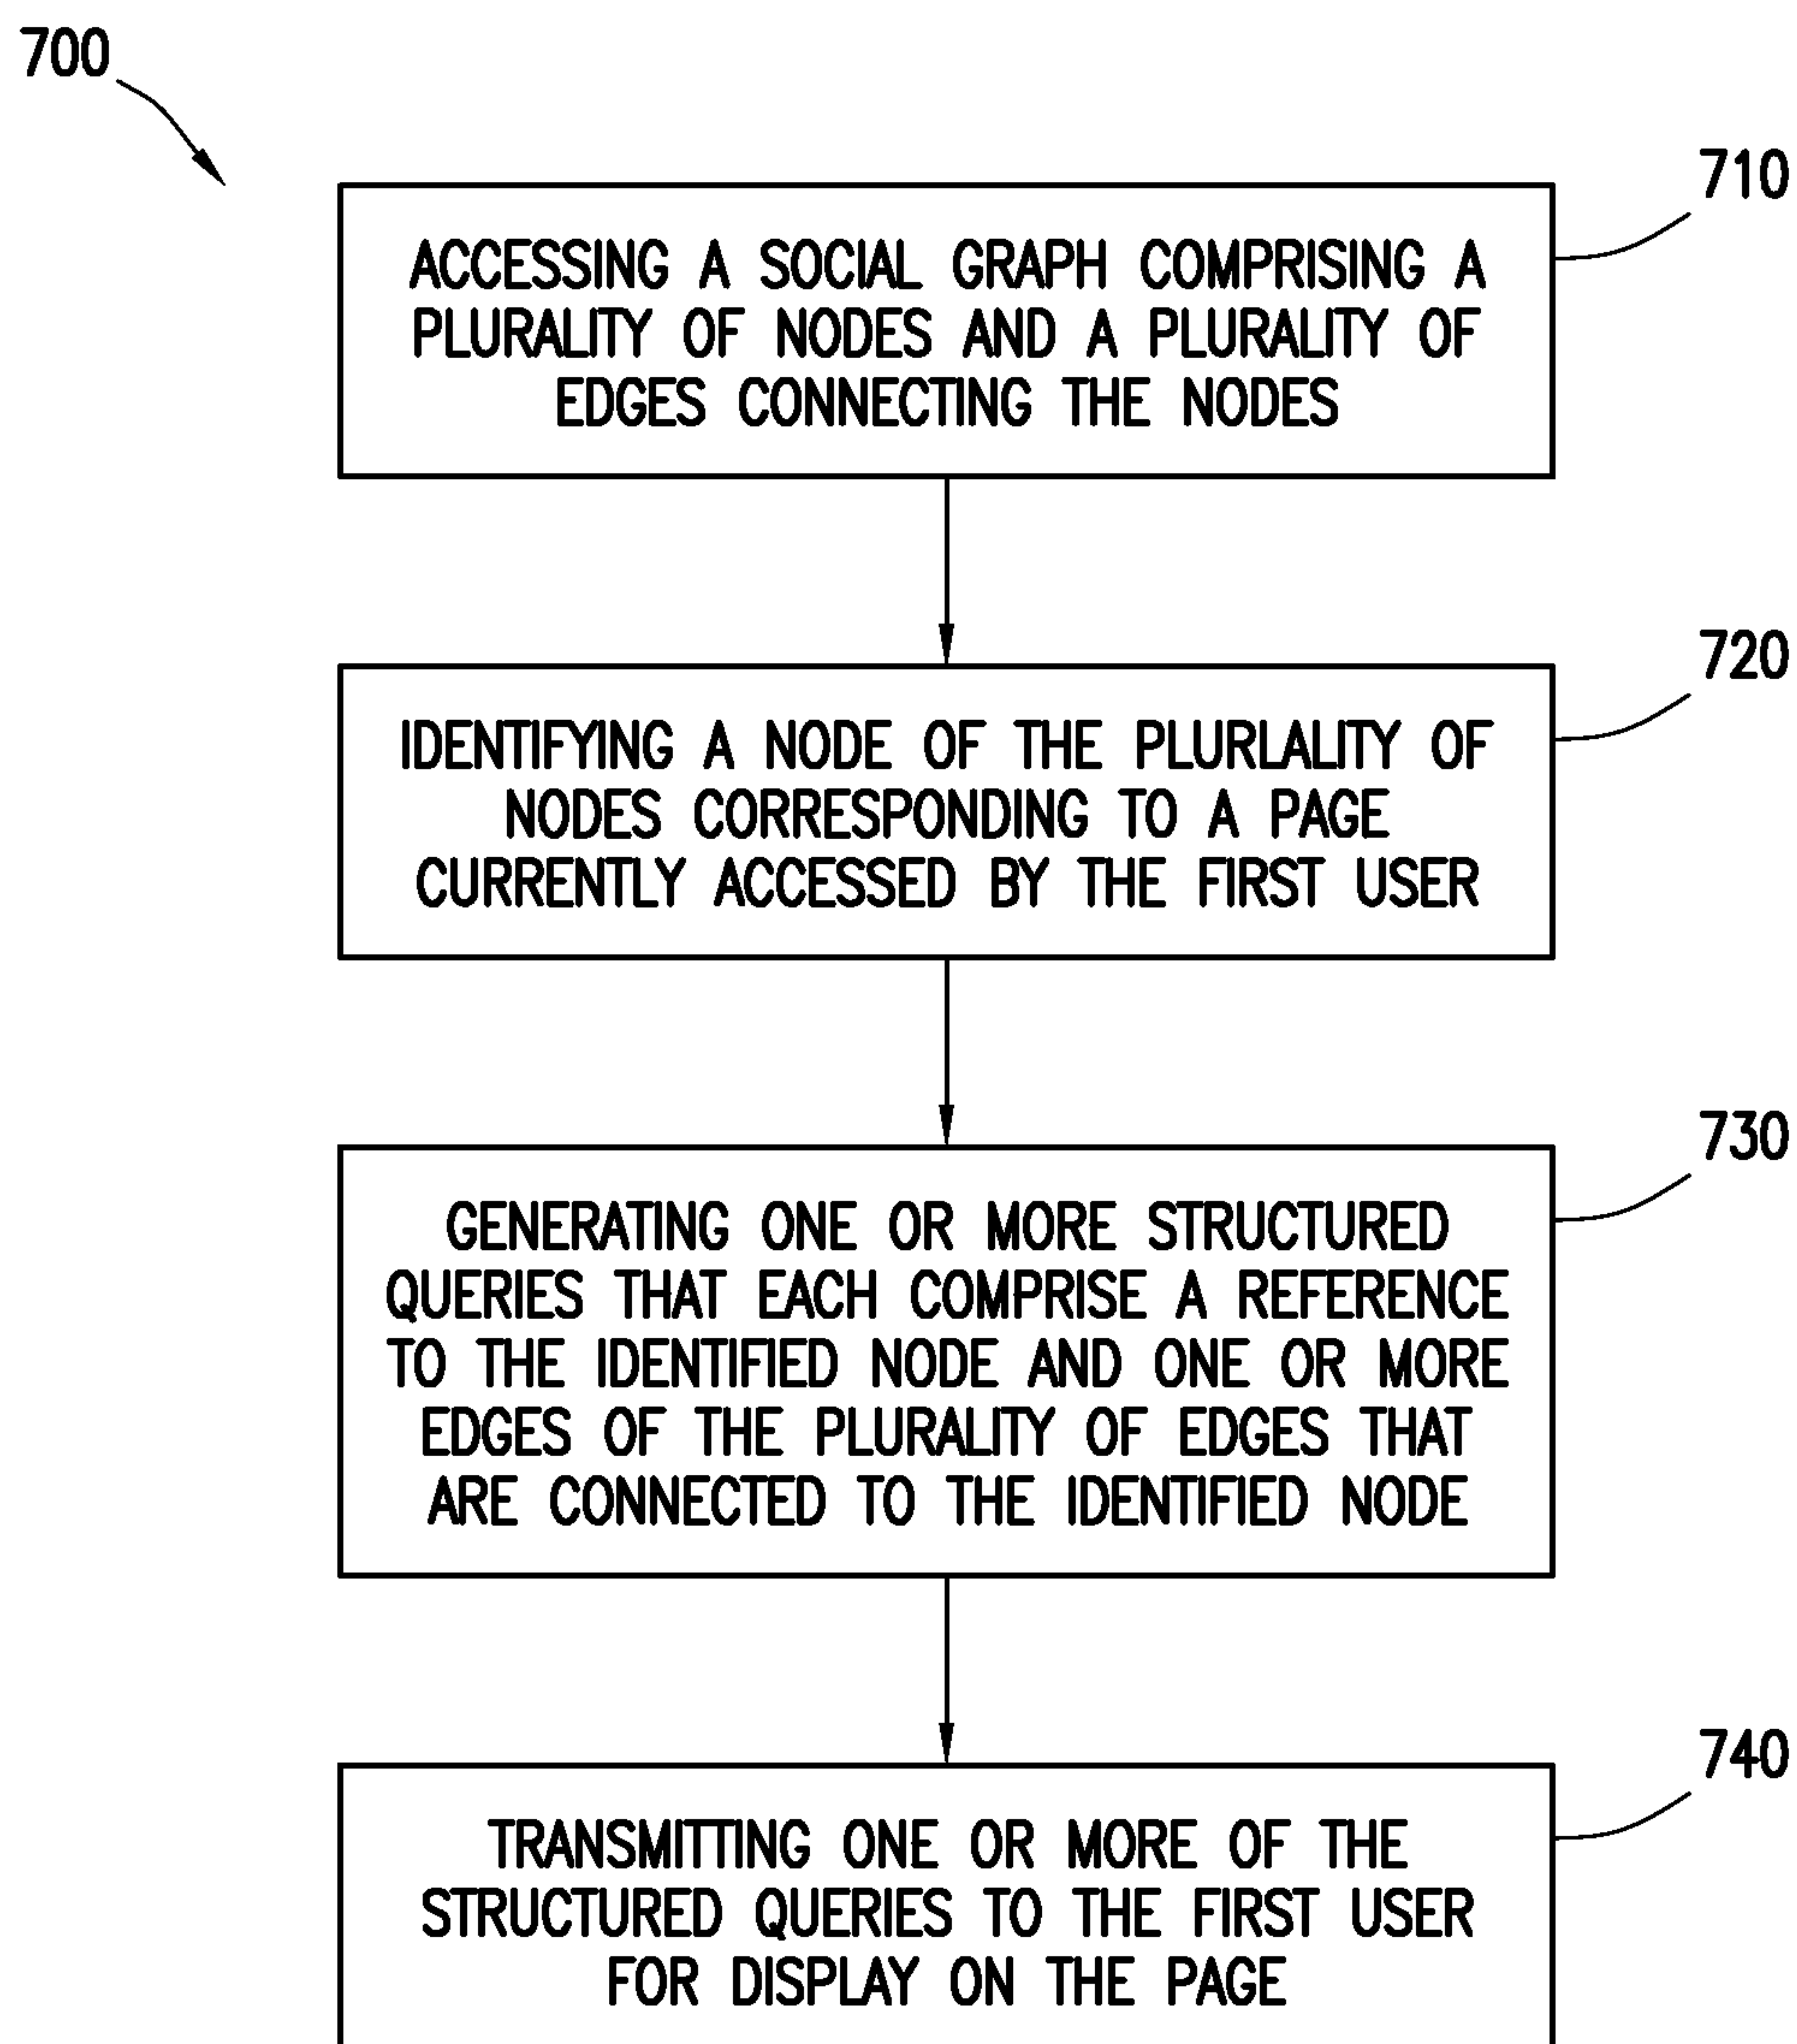 700
710
ACCESSING A SOCIAL GRAPH COMPRISING A
PLURALITY OF NODES AND A PLURALITY OF
EDGES CONNECTING THE NODES
720
IDENTIFYING A NODE OF THE PLURLALITY OF
NODES CORRESPONDING TO A PAGE
CURRENTLY ACCESSED BY THE FIRST USER
730
GENERATING ONE OR MORE STRUCTURED
QUERIES THAT EACH COMPRISE A REFERENCE
TO THE IDENTIFIED NODE AND ONE OR MORE
EDGES OF THE PLURALITY OF EDGES THAT
ARE CONNECTED TO THE IDENTIFIED NODE
740
TRANSMITTING ONE OR MORE OF THE
STRUCTURED QUERIES TO THE FIRST USER
FOR DISPLAY ON THE PAGE